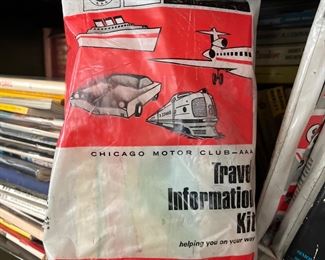 CHICAGO MOTOR CLUB-AAA
Travel
Information
Kit
helping you on your way